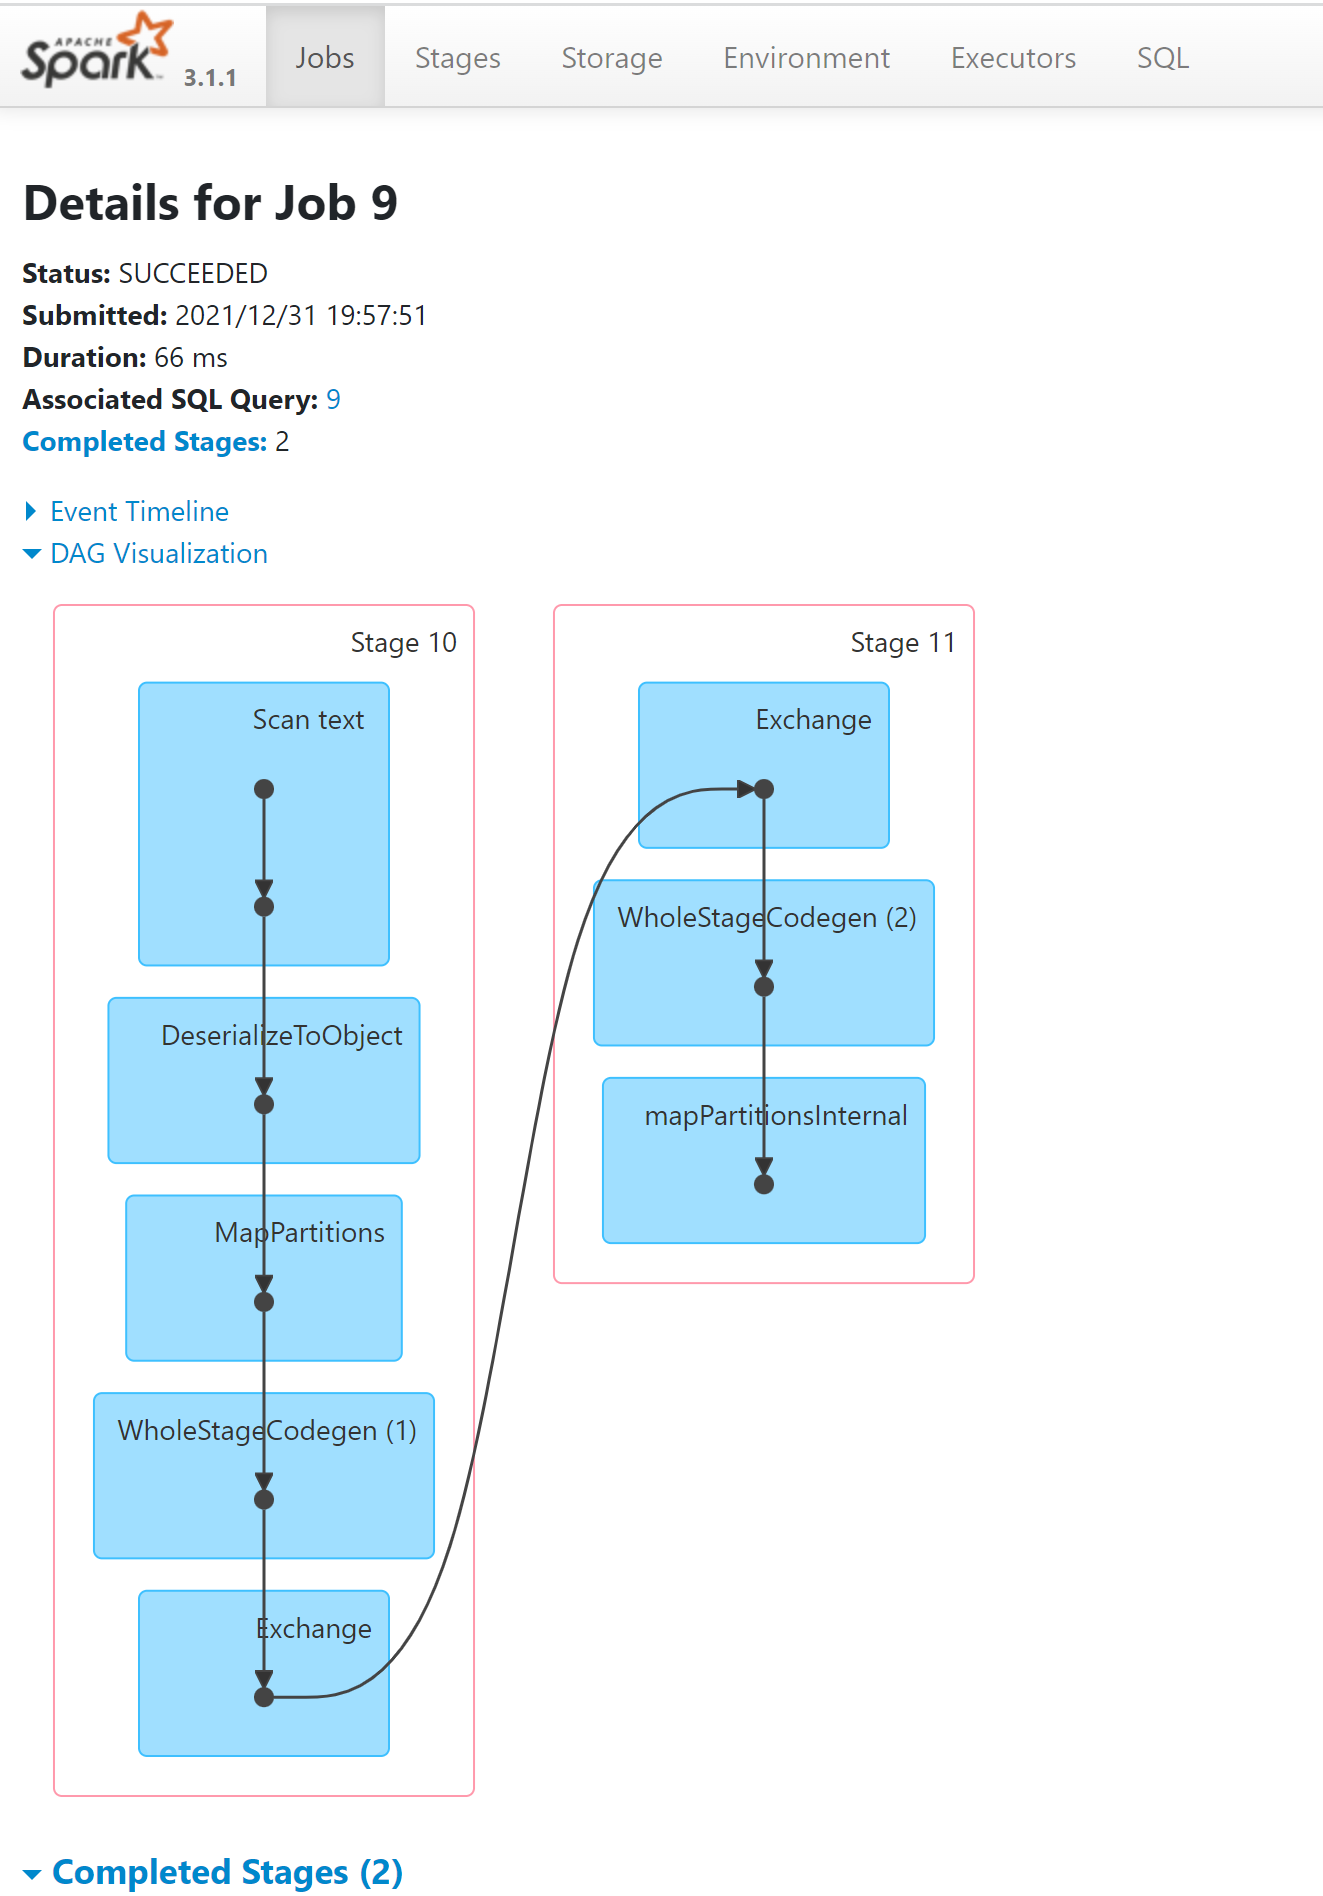 APACHE
Spark 3.1.1 Jobs Stages Storage Environment Executors SQL
Details for Job 9
Status: SUCCEEDED
Submitted: 2021/12/31 19:57:51
Duration: 66 ms
Associated SQL Query: 9
Completed Stages: 2
Event Timeline
DAG Visualization
Stage 10
Scan text
DeserializeToObject
MapPartitions
WholeStageCodegen (1)
Exchange
Stage 11
Exchange
WholeStageCodegen (2)
mapPartitionsInternal
Completed Stages (2)